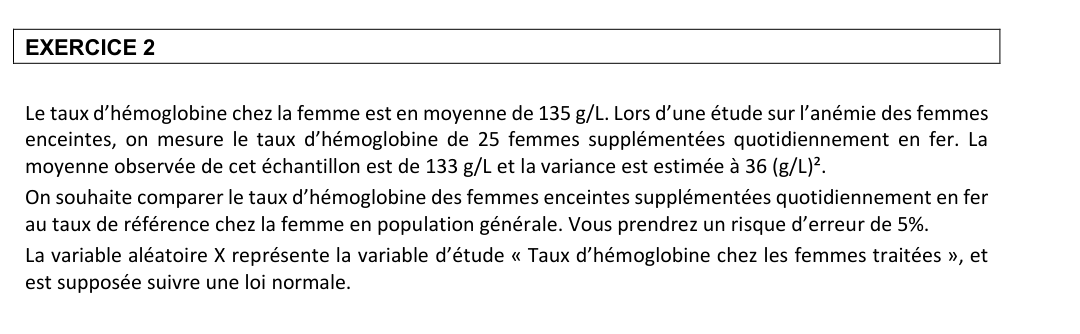 EXERCICE 2
Le taux d’hémoglobine chez la femme est en moyenne de 135 g/L. Lors d’une étude sur l’anémie des femmes
enceintes, on mesure le taux d’hémoglobine de 25 femmes supplémentées quotidiennement en fer. La
moyenne observée de cet échantillon est de 133 g/L et la variance est estimée à 36 (g/L)².
On souhaite comparer le taux d’hémoglobine des femmes enceintes supplémentées quotidiennement en fer
au taux de référence chez la femme en population générale. Vous prendrez un risque d’erreur de 5%.
La variable aléatoire X représente la variable d’étude « Taux d’hémoglobine chez les femmes traitées », et
est supposée suivre une loi normale.